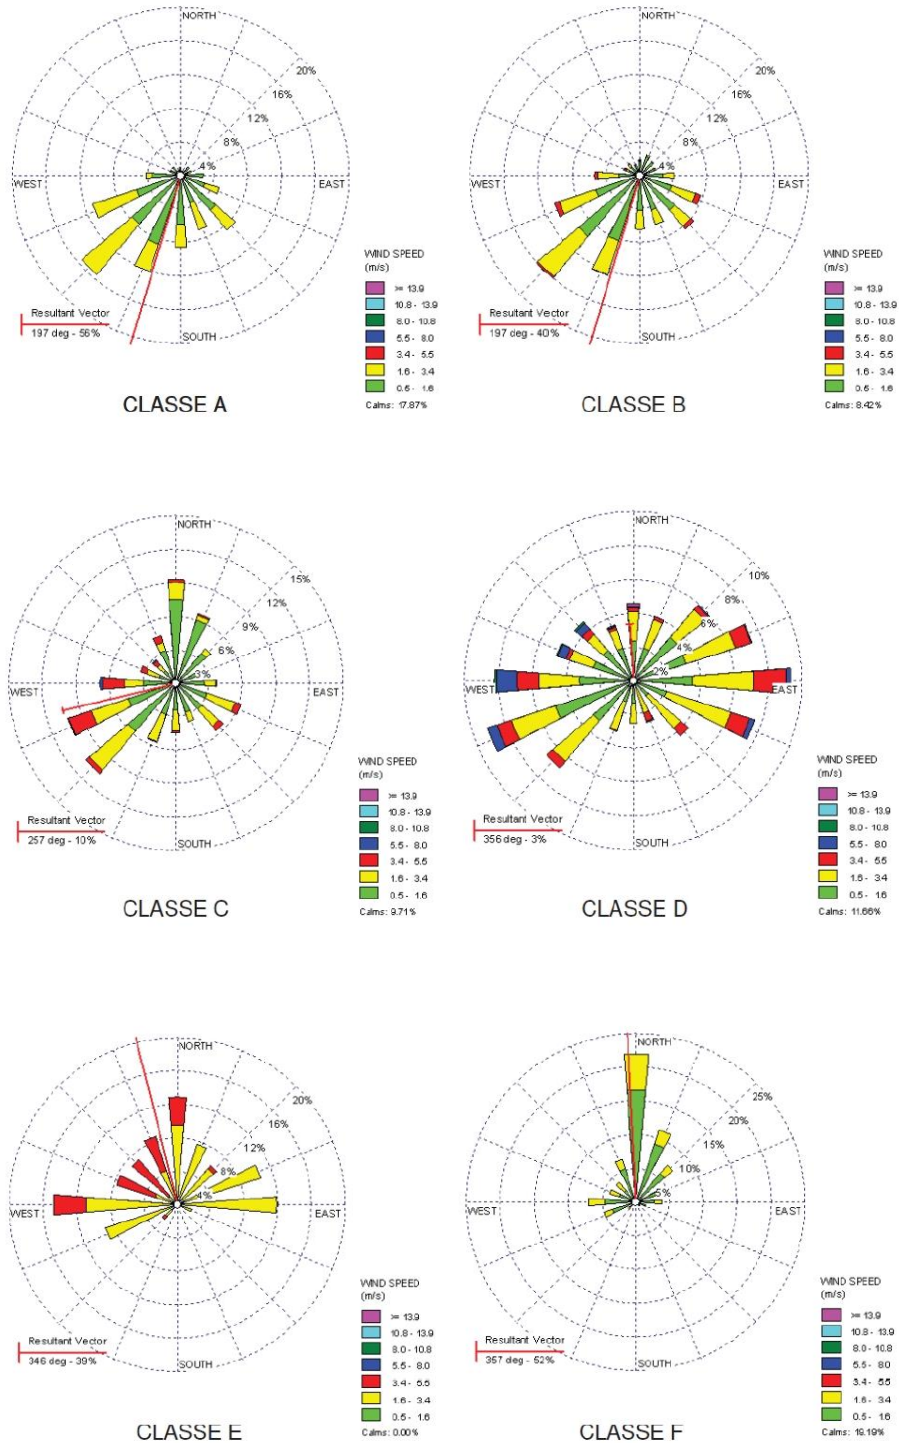 NORTH
20%
16%
12%
8%
4%
WEST
EAST
SOUTH
WIND SPEED
(m/s)
>= 13.9
10.8 - 13.9
8.0 - 10.8
5.5 - 8.0
3.4 - 5.5
1.6 - 3.4
0.5 - 1.6
Calms: 17.87%
Resultant Vector
197 deg - 56%
CLASSE A
NORTH
20%
16%
12%
8%
4%
WEST
EAST
SOUTH
WIND SPEED
(m/s)
>= 13.9
10.8 - 13.9
8.0 - 10.8
5.5 - 8.0
3.4 - 5.5
1.6 - 3.4
0.5 - 1.6
Calms: 8.42%
Resultant Vector
197 deg - 40%
CLASSE B
NORTH
15%
12%
9%
6%
3%
WEST
EAST
SOUTH
WIND SPEED
(m/s)
>= 13.9
10.8 - 13.9
8.0 - 10.8
5.5 - 8.0
3.4 - 5.5
1.6 - 3.4
0.5 - 1.6
Calms: 9.71%
Resultant Vector
257 deg - 10%
CLASSE C
NORTH
10%
8%
6%
4%
2%
WEST
EAST
SOUTH
WIND SPEED
(m/s)
>= 13.9
10.8 - 13.9
8.0 - 10.8
5.5 - 8.0
3.4 - 5.5
1.6 - 3.4
0.5 - 1.6
Calms: 11.66%
Resultant Vector
356 deg - 3%
CLASSE D
NORTH
20%
16%
12%
8%
4%
WEST
EAST
SOUTH
WIND SPEED
(m/s)
>= 13.9
10.8 - 13.9
8.0 - 10.8
5.5 - 8.0
3.4 - 5.5
1.6 - 3.4
0.5 - 1.6
Calms: 0.00%
Resultant Vector
346 deg - 39%
CLASSE E
NORTH
25%
20%
15%
10%
5%
WEST
EAST
SOUTH
WIND SPEED
(m/s)
>= 13.9
10.8 - 13.9
8.0 - 10.8
5.5 - 8.0
3.4 - 5.5
1.6 - 3.4
0.5 - 1.6
Calms: 19.19%
Resultant Vector
357 deg - 52%
CLASSE F